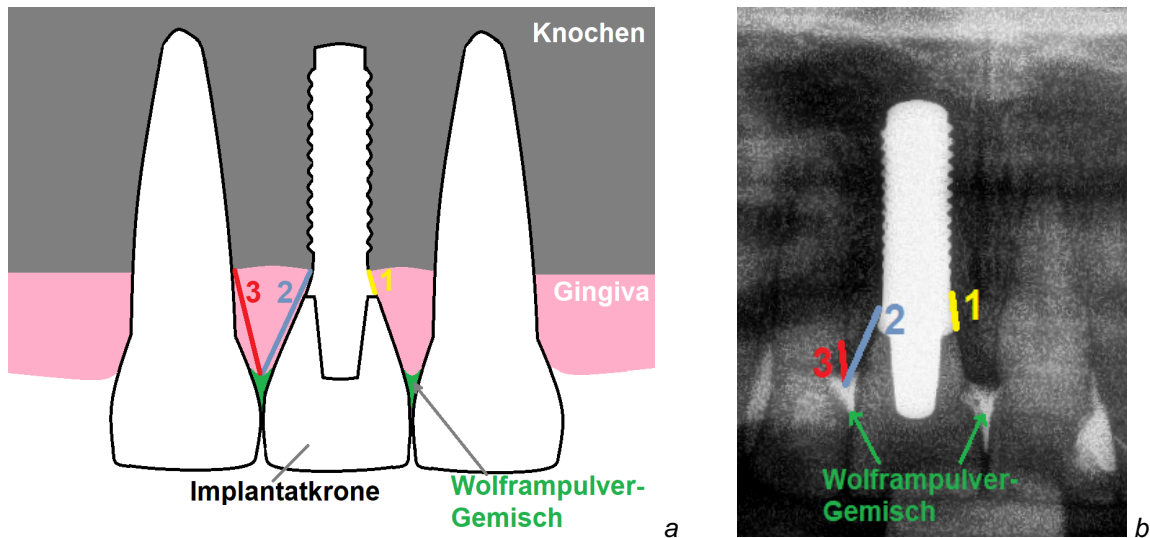 Knochen
3
2
1
Gingiva
Implantatkrone
Wolframpulver-
Gemisch
a
1
2
3
Wolframpulver-
Gemisch
b